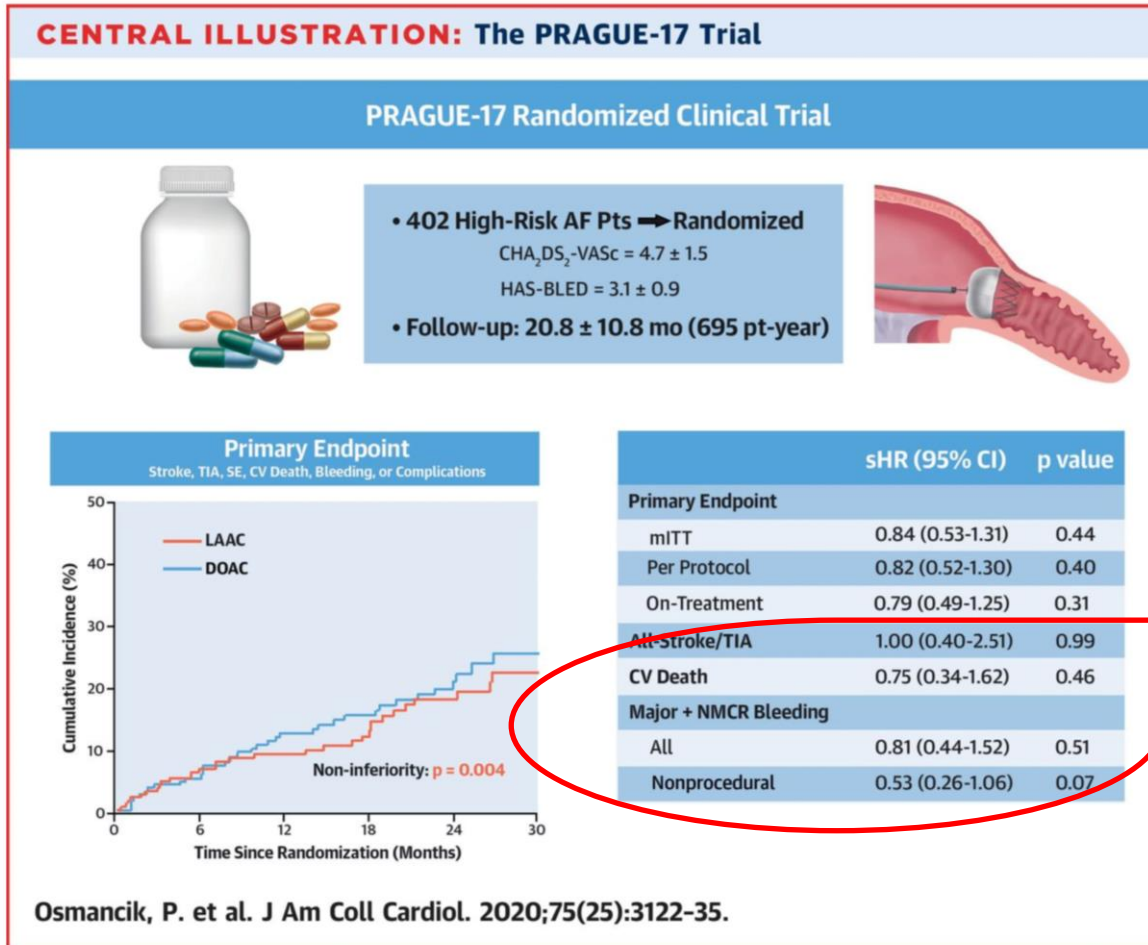 CENTRAL ILLUSTRATION: The PRAGUE-17 Trial
PRAGUE-17 Randomized Clinical Trial
• 402 High-Risk AF Pts ➡ Randomized
CHA₂DS₂-VASc = 4.7 ± 1.5
HAS-BLED = 3.1 ± 0.9
• Follow-up: 20.8 ± 10.8 mo (695 pt-year)
Primary Endpoint
Stroke, TIA, SE, CV Death, Bleeding, or Complications
Cumulative Incidence (%)
50
40
30
20
10
0
LAAC
DOAC
Non-inferiority: p = 0.004
0 6 12 18 24 30
Time Since Randomization (Months)
sHR (95% CI) p value
Primary Endpoint
mITT 0.84 (0.53-1.31) 0.44
Per Protocol 0.82 (0.52-1.30) 0.40
On-Treatment 0.79 (0.49-1.25) 0.31
All-Stroke/TIA 1.00 (0.40-2.51) 0.99
CV Death 0.75 (0.34-1.62) 0.46
Major + NMCR Bleeding
All 0.81 (0.44-1.52) 0.51
Nonprocedural 0.53 (0.26-1.06) 0.07
Osmancik, P. et al. J Am Coll Cardiol. 2020;75(25):3122-35.